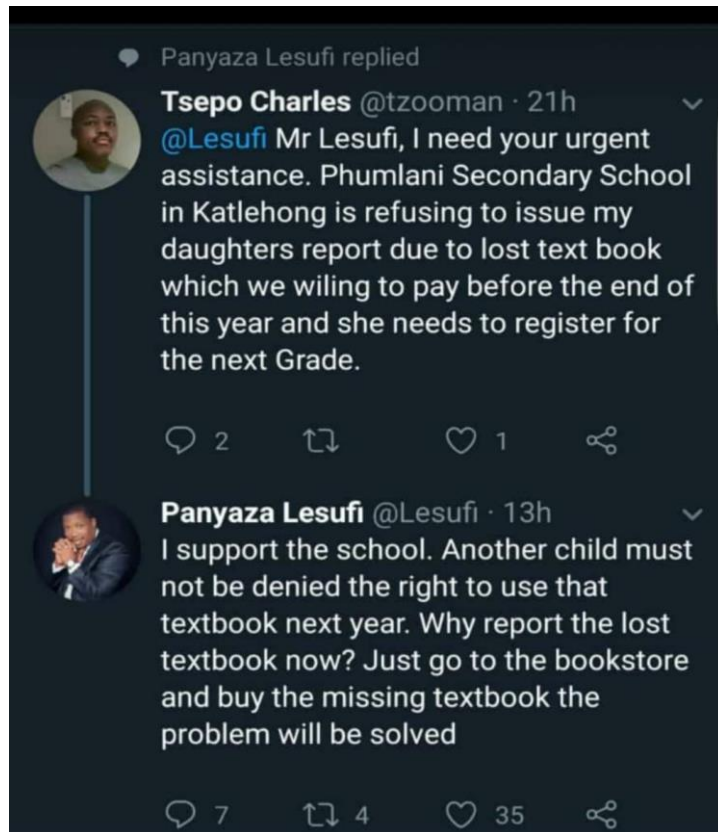 Panyaza Lesufi replied
Tsepo Charles @tzooman · 21h
@Lesufi Mr Lesufi, I need your urgent
assistance. Phumlani Secondary School
in Katlehong is refusing to issue my
daughters report due to lost text book
which we wiling to pay before the end of
this year and she needs to register for
the next Grade.
2 1
Panyaza Lesufi @Lesufi · 13h
I support the school. Another child must
not be denied the right to use that
textbook next year. Why report the lost
textbook now? Just go to the bookstore
and buy the missing textbook the
problem will be solved
7 4 35